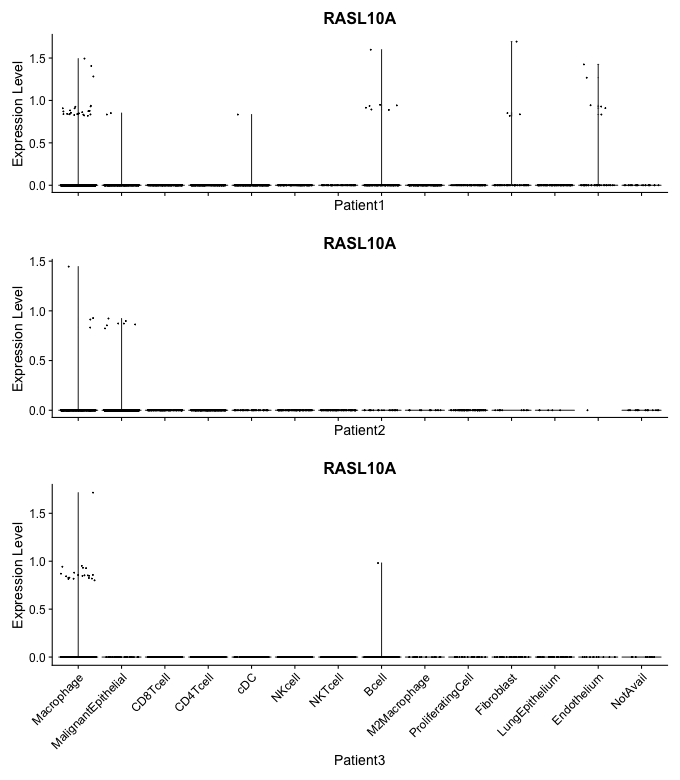 RASL10A
Expression Level
1.5
1.0
0.5
0.0
Patient1
RASL10A
Expression Level
1.5
1.0
0.5
0.0
Patient2
RASL10A
Expression Level
1.5
1.0
0.5
0.0
Macrophage
MalignantEpithelial
CD8Tcell
CD4Tcell
cDC
NKcell
NKTcell
Bcell
M2Macrophage
ProliferatingCell
Fibroblast
LungEpithelium
Endothelium
NotAvail
Patient3